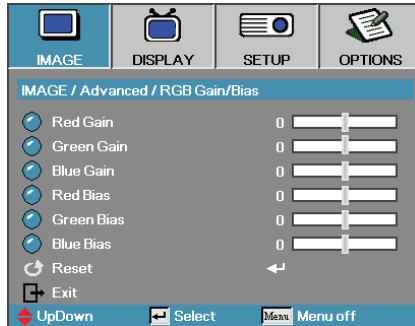 IMAGE DISPLAY SETUP OPTIONS
IMAGE / Advanced / RGB Gain/Bias
Red Gain 0
Green Gain 0
Blue Gain 0
Red Bias 0
Green Bias 0
Blue Bias 0
Reset
Exit
UpDown Select Menu Menu off